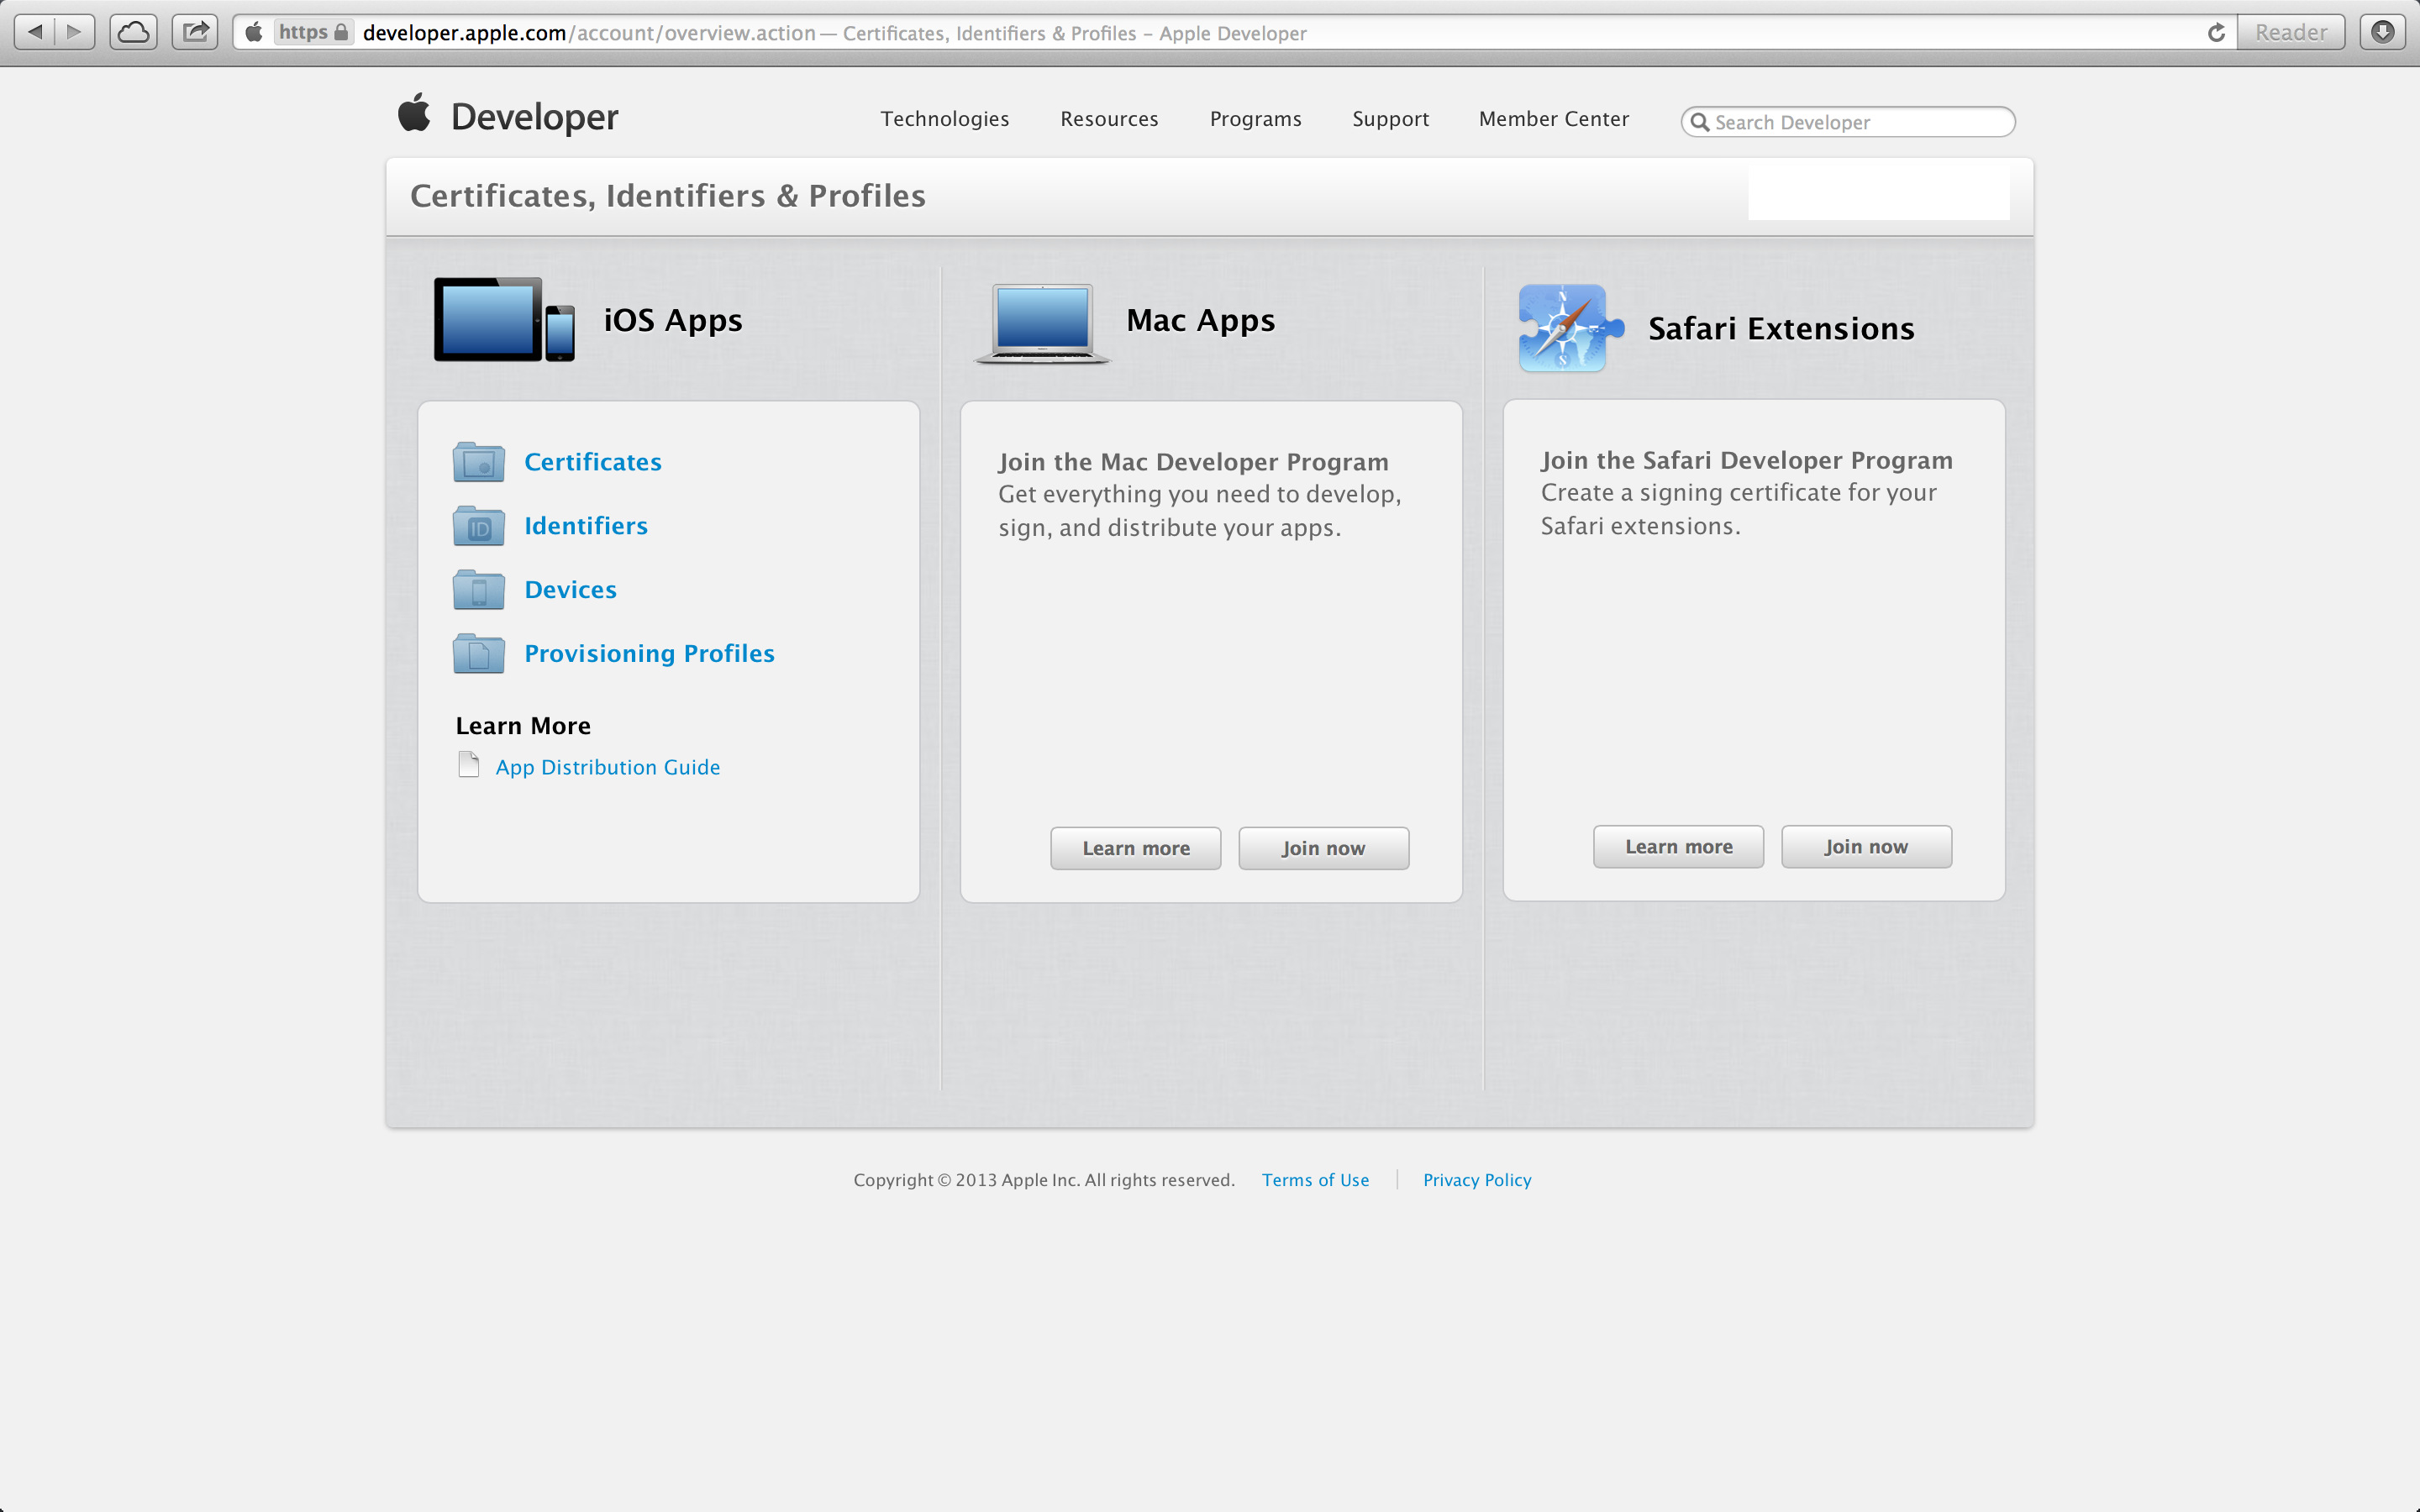 https developer.apple.com/account/overview.action — Certificates, Identifiers & Profiles – Apple Developer
Reader
Developer
Technologies Resources Programs Support Member Center
Search Developer
Certificates, Identifiers & Profiles
iOS Apps
Certificates
ID
Identifiers
Devices
Provisioning Profiles
Learn More
App Distribution Guide
Mac Apps
Join the Mac Developer Program
Get everything you need to develop,
sign, and distribute your apps.
Learn more
Join now
N
S
Safari Extensions
Join the Safari Developer Program
Create a signing certificate for your
Safari extensions.
Learn more
Join now
Copyright © 2013 Apple Inc. All rights reserved. Terms of Use Privacy Policy